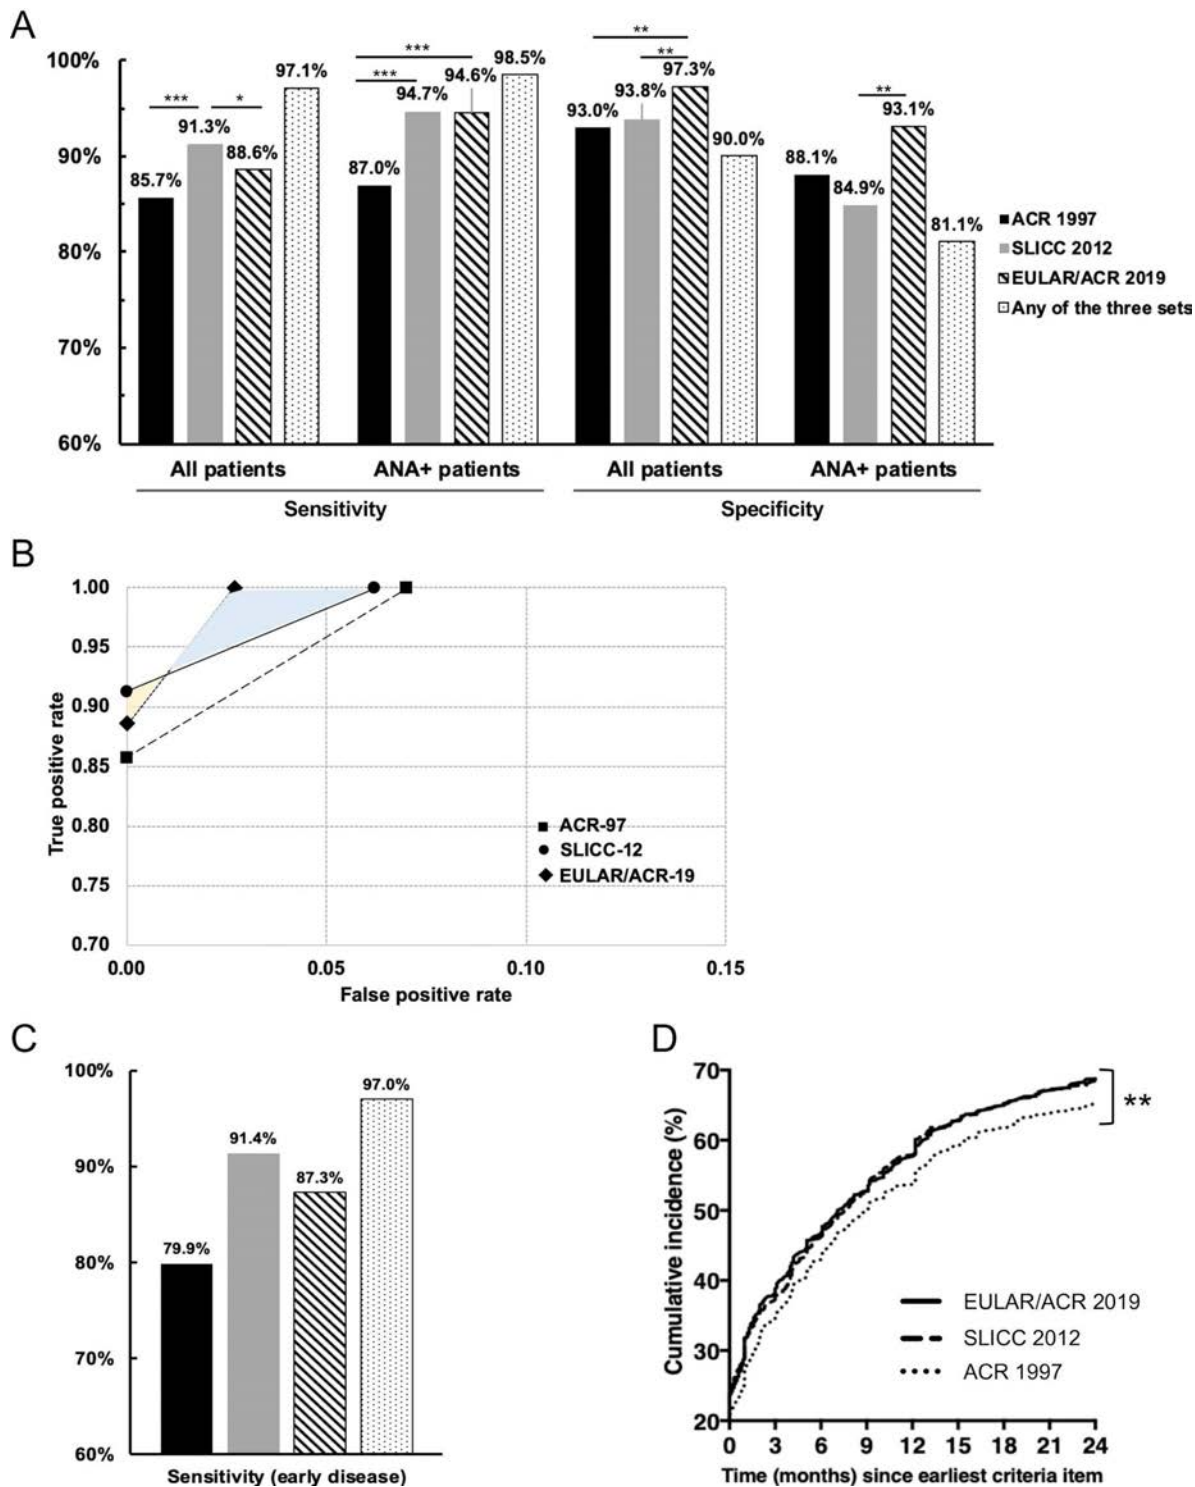 A
** 
*** ** 98.5%
100% 97.1% *** 94.6% 97.3%
*** * 94.7% 93.8% **
91.3% 93.0% 93.1%
90% 88.6% 90.0%
85.7% 87.0% 88.1%
84.9%
ACR 1997
81.1%
SLICC 2012
80%
EULAR/ACR 2019
Any of the three sets
70%
60%
All patients ANA+ patients All patients ANA+ patients
Sensitivity Specificity
B
1.00
0.95
0.90
0.85
0.80
0.75
0.70
True positive rate
ACR-97
SLICC-12
EULAR/ACR-19
0.00 0.05 0.10 0.15
False positive rate
C
100%
90%
80%
70%
60%
97.0%
91.4%
87.3%
79.9%
Sensitivity (early disease)
D
70
60
50
40
30
20
Cumulative incidence (%)
**
EULAR/ACR 2019
SLICC 2012
ACR 1997
0 3 6 9 12 15 18 21 24
Time (months) since earliest criteria item